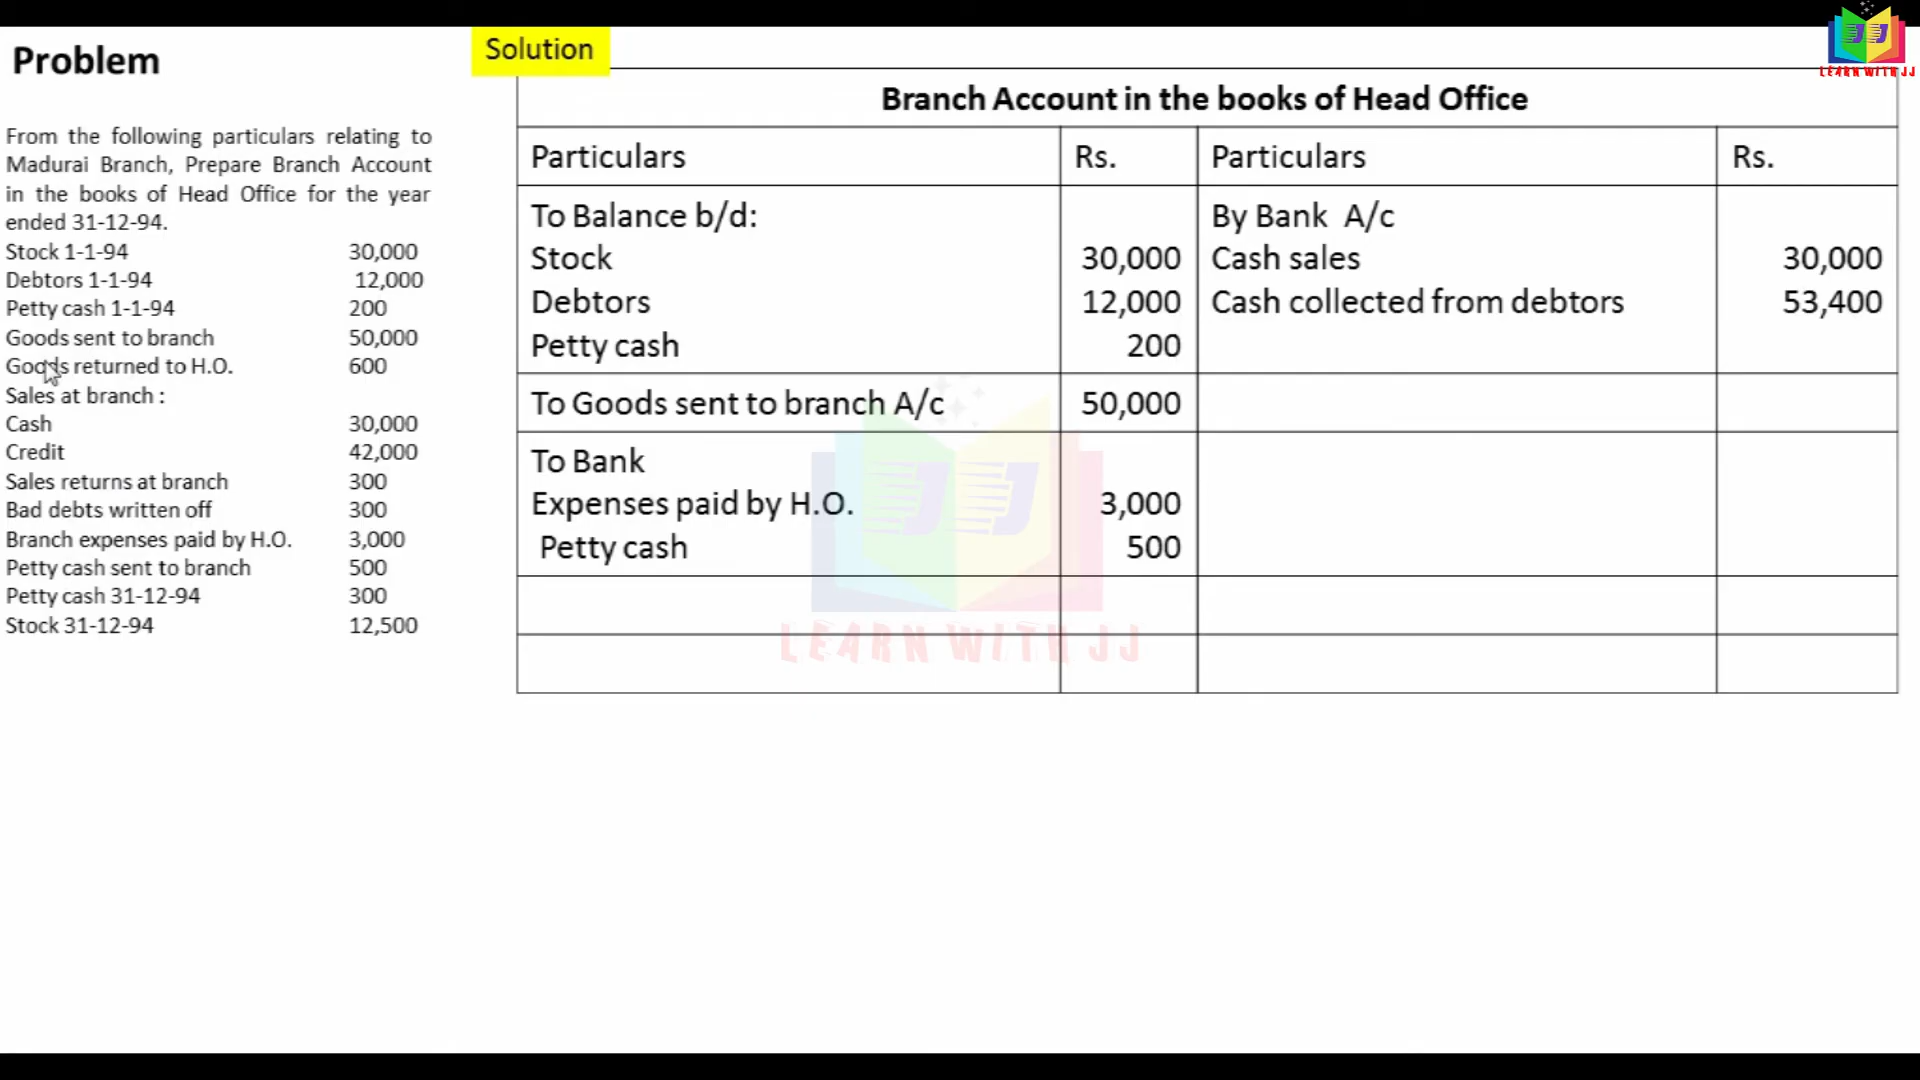 Problem
From the following particulars relating to
Madurai Branch, Prepare Branch Account
in the books of Head Office for the year
ended 31-12-94.
Stock 1-1-94 30,000
Debtors 1-1-94 12,000
Petty cash 1-1-94 200
Goods sent to branch 50,000
Goods returned to H.O. 600
Sales at branch :
Cash 30,000
Credit 42,000
Sales returns at branch 300
Bad debts written off 300
Branch expenses paid by H.O. 3,000
Petty cash sent to branch 500
Petty cash 31-12-94 300
Stock 31-12-94 12,500
Solution
Branch Account in the books of Head Office
Particulars Rs. Particulars Rs.
To Balance b/d: By Bank A/c
Stock 30,000 Cash sales 30,000
Debtors 12,000 Cash collected from debtors 53,400
Petty cash 200
To Goods sent to branch A/c 50,000
To Bank
Expenses paid by H.O. 3,000
Petty cash 500
JJ
LEARN WITH JJ
JJ
LEARN WITH JJ